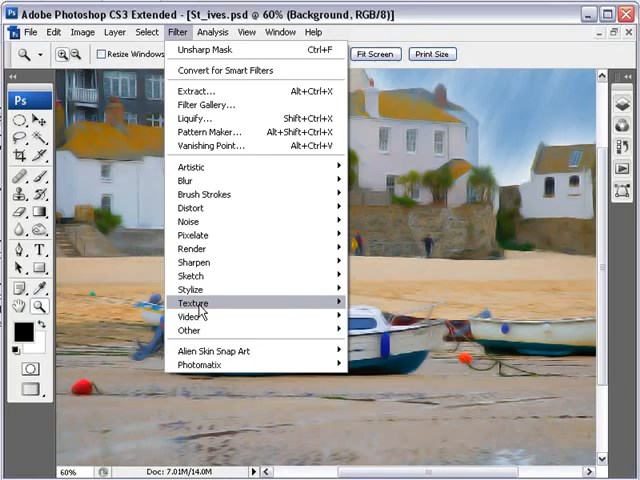 Adobe Photoshop CS3 Extended - [St_ives.psd @ 60% (Background, RGB/8)]
File Edit Image Layer Select Filter Analysis View Window Help
Resize Windows Fit Screen Print Size
Ps
Unsharp Mask Ctrl+F
Convert for Smart Filters
Extract... Alt+Ctrl+X
Filter Gallery...
Liquify... Shift+Ctrl+X
Pattern Maker... Alt+Shift+Ctrl+X
Vanishing Point... Alt+Ctrl+V
Artistic
Blur
Brush Strokes
Distort
Noise
Pixelate
Render
Sharpen
Sketch
Stylize
Texture
Video
Other
Alien Skin Snap Art
Photomatix
60% Doc: 7.01M/14.0M